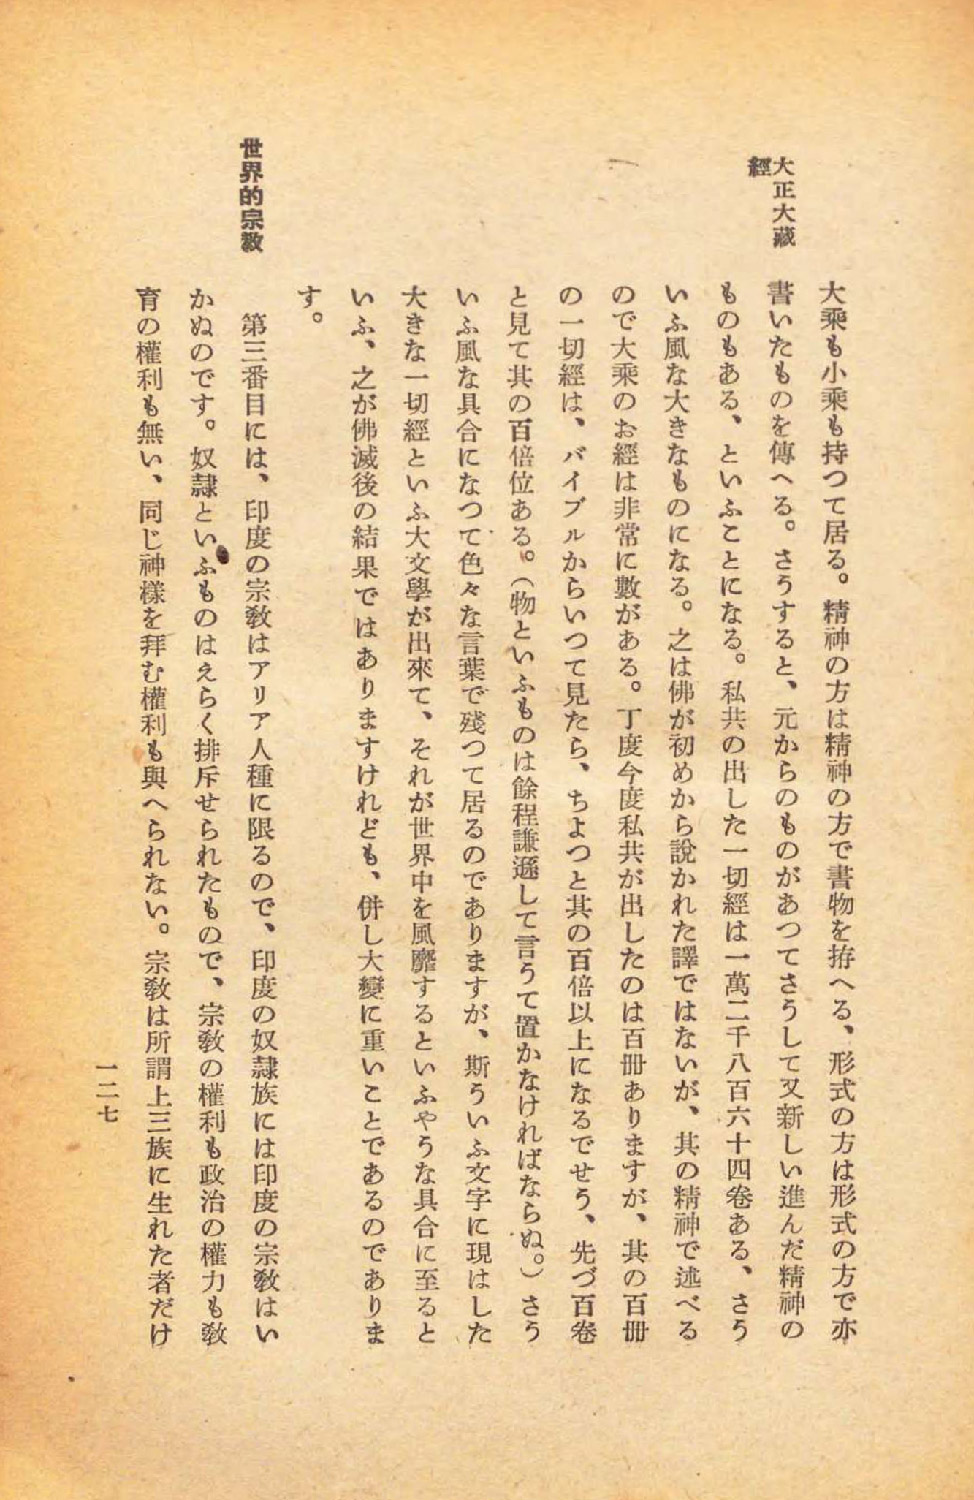 大正大藏
經
大乘も小乘も持つて居る。精神の方は精神の方で書物を拵へる、形式の方は形式の方で亦
書いたものを傳へる。さうすると、元からのものがあつてさうして又新しい進んだ精神の
ものもある、といふことになる。私共の出した一切經は一萬二千八百六十四卷ある、さう
いふ風な大きなものになる。之は佛が初めから說かれた譯ではないが、其の精神で述べる
ので大乘のお經は非常に數がある。丁度今度私共が出したのは百冊ありますが、其の百冊
の一切經は、バイブルからいつて見たら、ちよつと其の百倍以上になるでせう、先づ百卷
と見て其の百倍位ある。（物といふものは餘程謙遜して言うて置かなければならぬ。）さう
いふ風な具合になつて色々な言葉で殘つて居るのでありますが、斯ういふ文字に現はした
大きな一切經といふ大文學が出來て、それが世界中を風靡するといふやうな具合に至ると
いふ、之が佛滅後の結果ではありますけれども、併し大變に重いことであるのでありま
す。
世界的宗敎
第三番目には、印度の宗敎はアリア人種に限るので、印度の奴隷族には印度の宗敎はい
かぬのです。奴隷といふものはえらく排斥せられたもので、宗敎の權利も政治の權力も敎
育の權利も無い、同じ神樣を拜む權利も與へられない。宗敎は所謂上三族に生れた者だけ
一二七